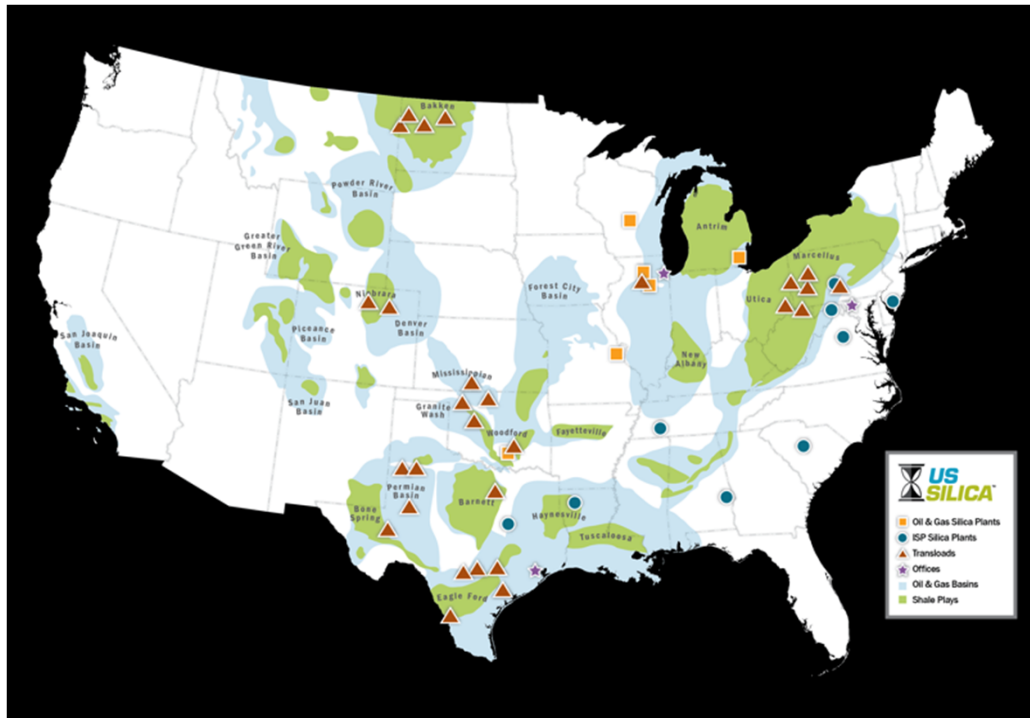 Bakken
Powder River
Basin
Greater
Green River
Basin
Antrim
Marcellus
Utica
Forest City
Basin
Niobrara
Denver
Basin
Piceance
Basin
San Joaquin
Basin
New
Albany
Mississippian
San Juan
Basin
Granite
Wash
Woodford
Fayetteville
Permian
Basin
Barnett
Bone
Spring
Haynesville
Tuscaloosa
Eagle Ford
US
SILICA™
Oil & Gas Silica Plants
ISP Silica Plants
Transloads
Offices
Oil & Gas Basins
Shale Plays